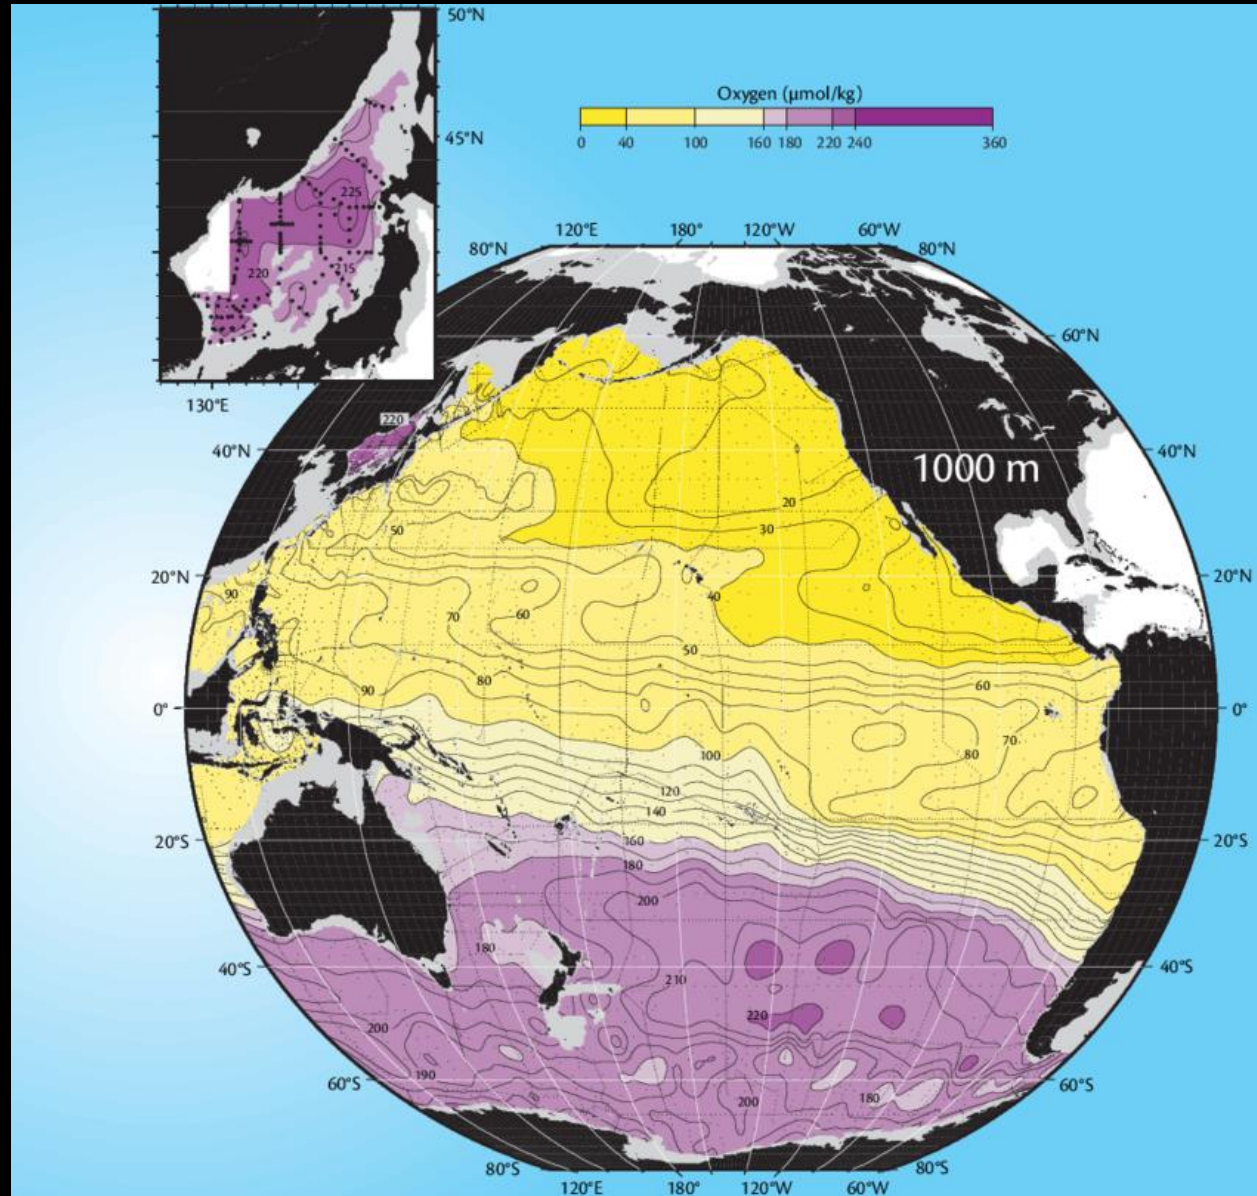 50°N
45°N
130°E
Oxygen (µmol/kg)
0 40 100 160 180 220 240 360
225
220
215
120°E 180° 120°W 60°W
80°N 80°N
60°N
220
40°N 40°N
1000 m
20
30
50
20°N 20°N
90
40
70
60
50
90
80
60
0° 0°
70
80
100
120
140
20°S 20°S
160
180
200
180
40°S 40°S
210
220
200
190
180
200
60°S 60°S
80°S 80°S
120°E 180° 120°W 60°W